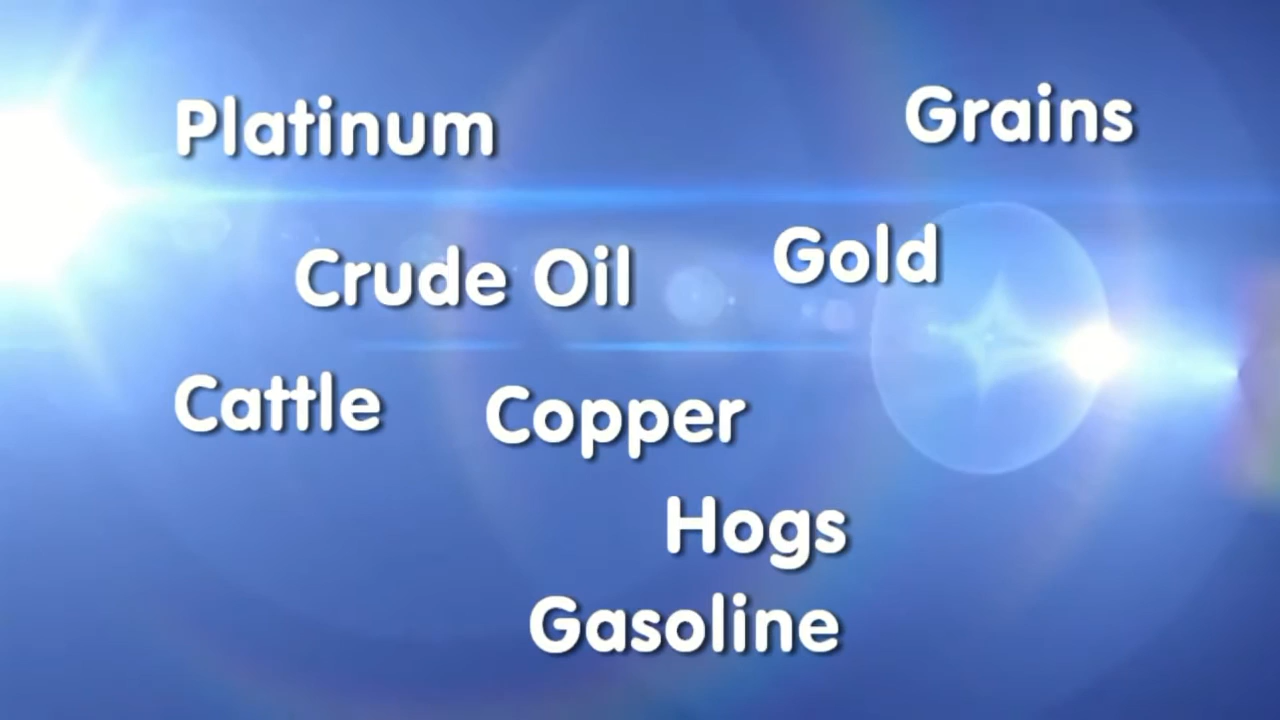 Platinum
Grains
Crude Oil
Gold
Cattle
Copper
Hogs
Gasoline